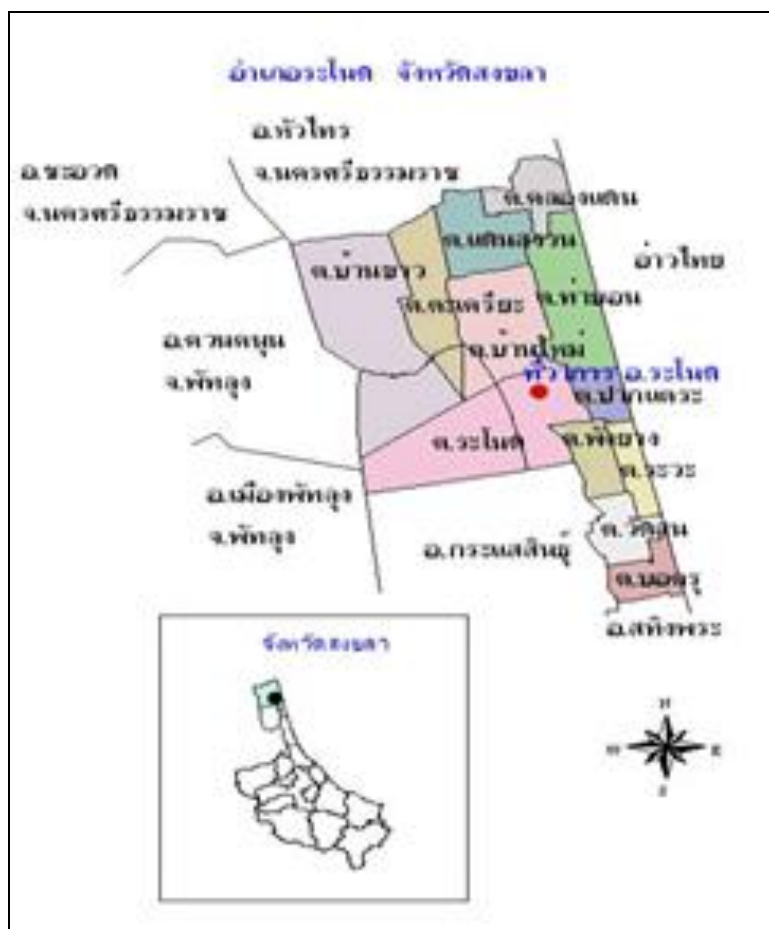 อำเภอระโนด จังหวัดสงขลา
อ.หัวไทร
จ.นครศรีธรรมราช
อ.ชะอวด
จ.นครศรีธรรมราช
ต.คลองแดน
ต.แดนสงวน
อ่าวไทย
ต.บ้านขาว
ต.ตะเครียะ
ต.ท่าบอน
อ.ควนขนุน
จ.พัทลุง
ต.บ้านใหม่
ที่ว่าการ อ.ระโนด
ต.ปากแตระ
ต.ระโนด
ต.พังยาง
ต.ระวะ
อ.เมืองพัทลุง
จ.พัทลุง
ต.วัดสน
อ.กระแสสินธุ์
ต.บ่อตรุ
อ.สทิงพระ
จังหวัดสงขลา
N
W
E
S